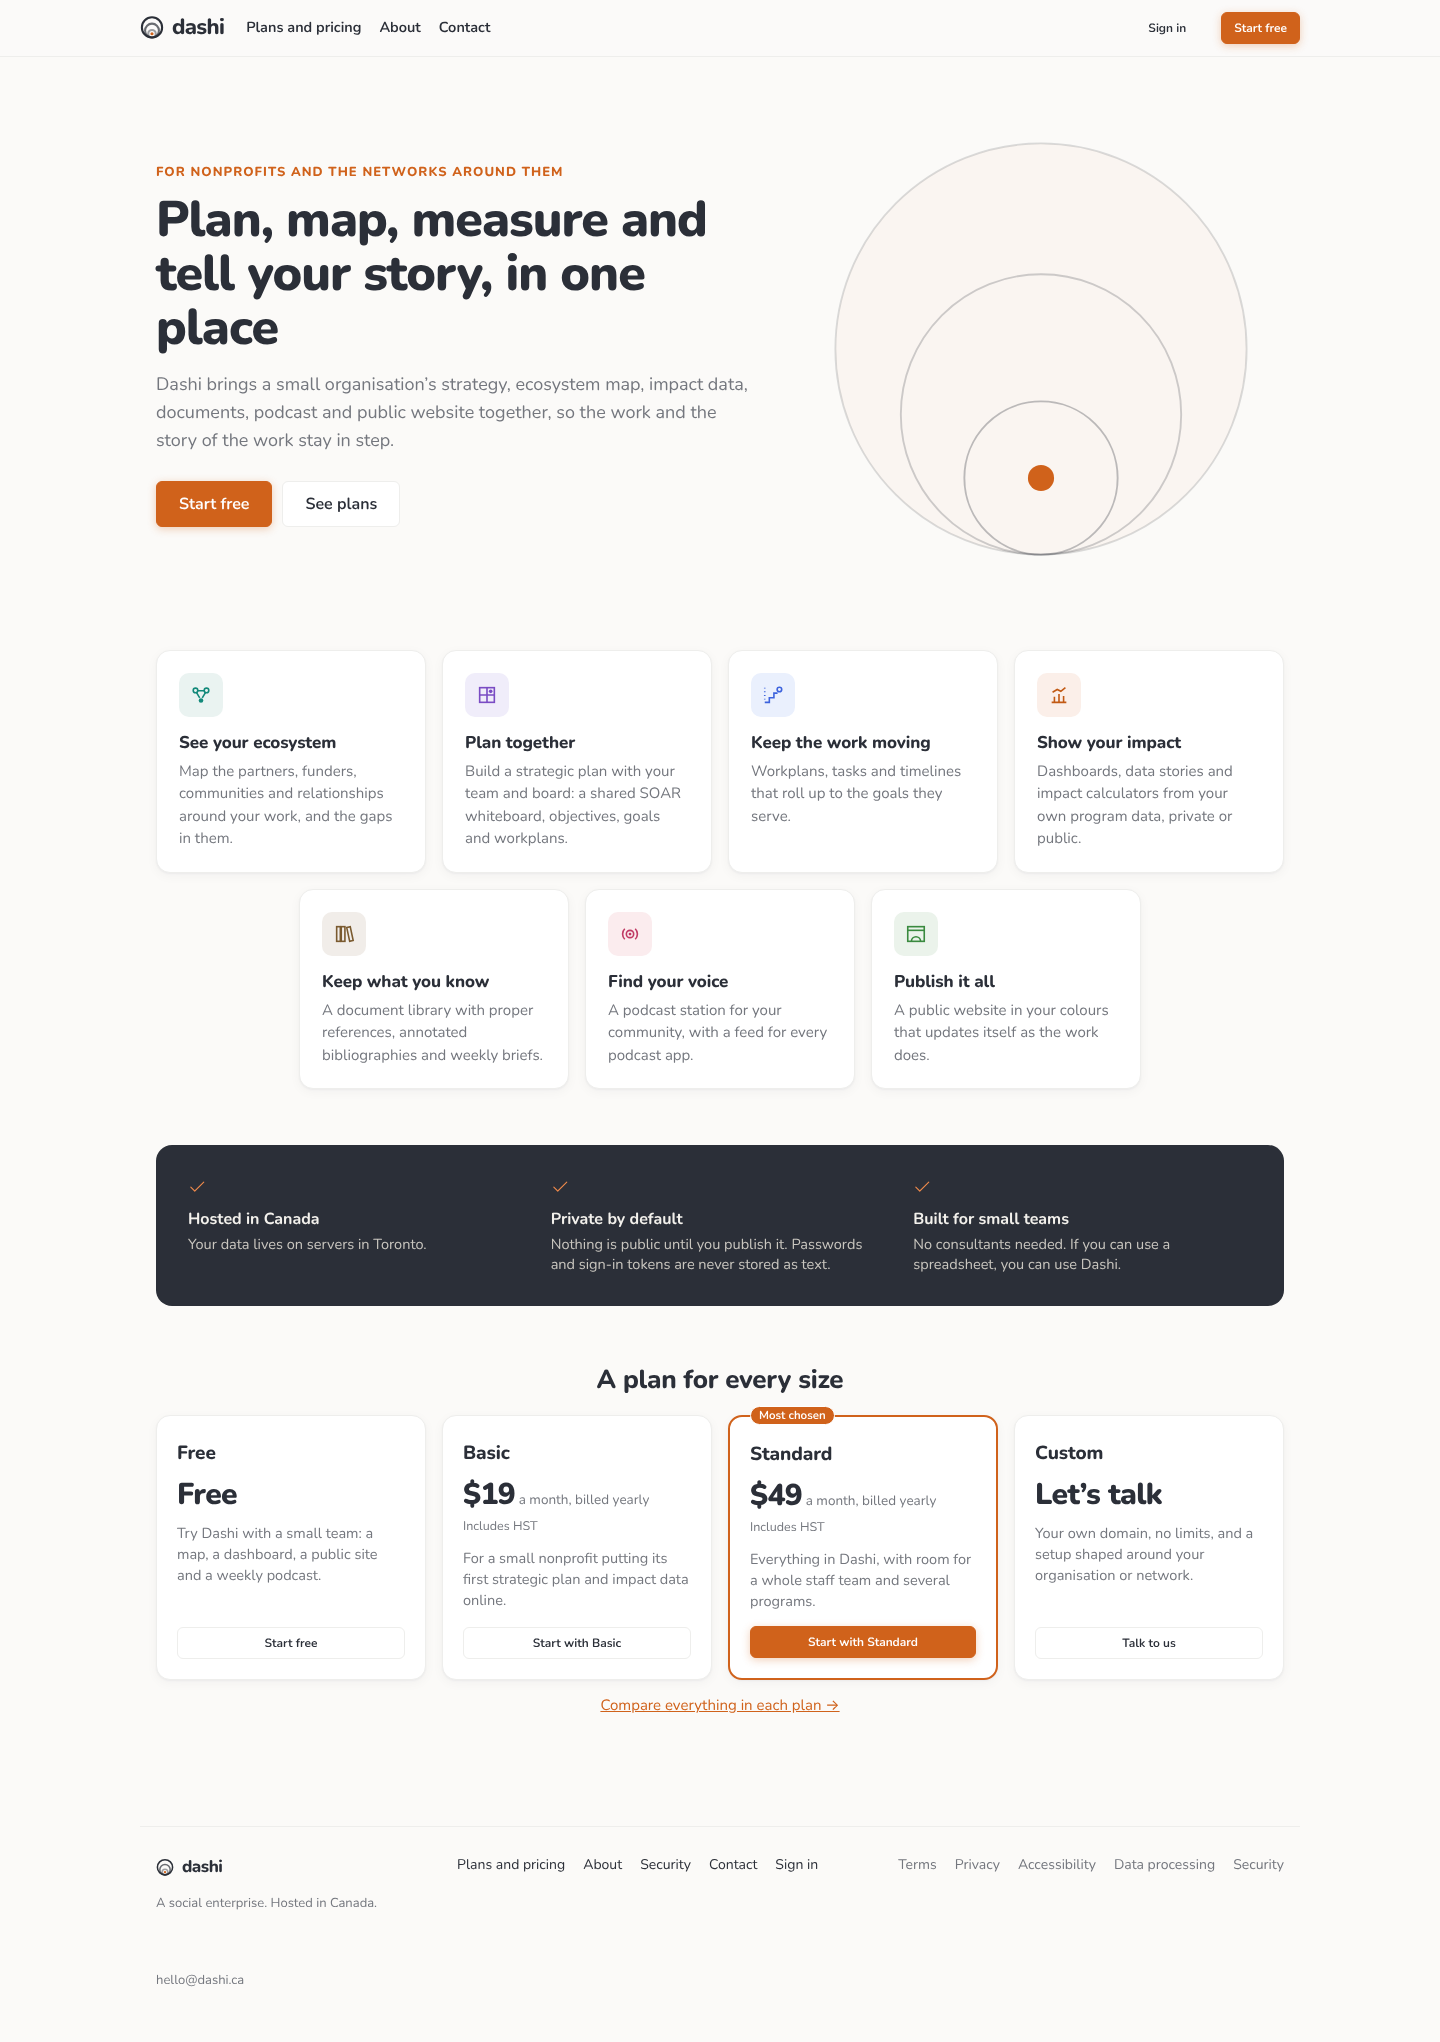 dashi
Plans and pricing About Contact
Sign in
Start free
FOR NONPROFITS AND THE NETWORKS AROUND THEM
Plan, map, measure and
tell your story, in one
place
Dashi brings a small organisation’s strategy, ecosystem map, impact data,
documents, podcast and public website together, so the work and the
story of the work stay in step.
Start free
See plans
See your ecosystem
Map the partners, funders,
communities and relationships
around your work, and the gaps
in them.
Plan together
Build a strategic plan with your
team and board: a shared SOAR
whiteboard, objectives, goals
and workplans.
Keep the work moving
Workplans, tasks and timelines
that roll up to the goals they
serve.
Show your impact
Dashboards, data stories and
impact calculators from your
own program data, private or
public.
Keep what you know
A document library with proper
references, annotated
bibliographies and weekly briefs.
Find your voice
A podcast station for your
community, with a feed for every
podcast app.
Publish it all
A public website in your colours
that updates itself as the work
does.
Hosted in Canada
Your data lives on servers in Toronto.
Private by default
Nothing is public until you publish it. Passwords
and sign-in tokens are never stored as text.
Built for small teams
No consultants needed. If you can use a
spreadsheet, you can use Dashi.
A plan for every size
Free
Free
Try Dashi with a small team: a
map, a dashboard, a public site
and a weekly podcast.
Start free
Basic
$19 a month, billed yearly
Includes HST
For a small nonprofit putting its
first strategic plan and impact data
online.
Start with Basic
Most chosen
Standard
$49 a month, billed yearly
Includes HST
Everything in Dashi, with room for
a whole staff team and several
programs.
Start with Standard
Custom
Let’s talk
Your own domain, no limits, and a
setup shaped around your
organisation or network.
Talk to us
Compare everything in each plan →
dashi
A social enterprise. Hosted in Canada.
Plans and pricing About Security Contact Sign in
Terms Privacy Accessibility Data processing Security
hello@dashi.ca